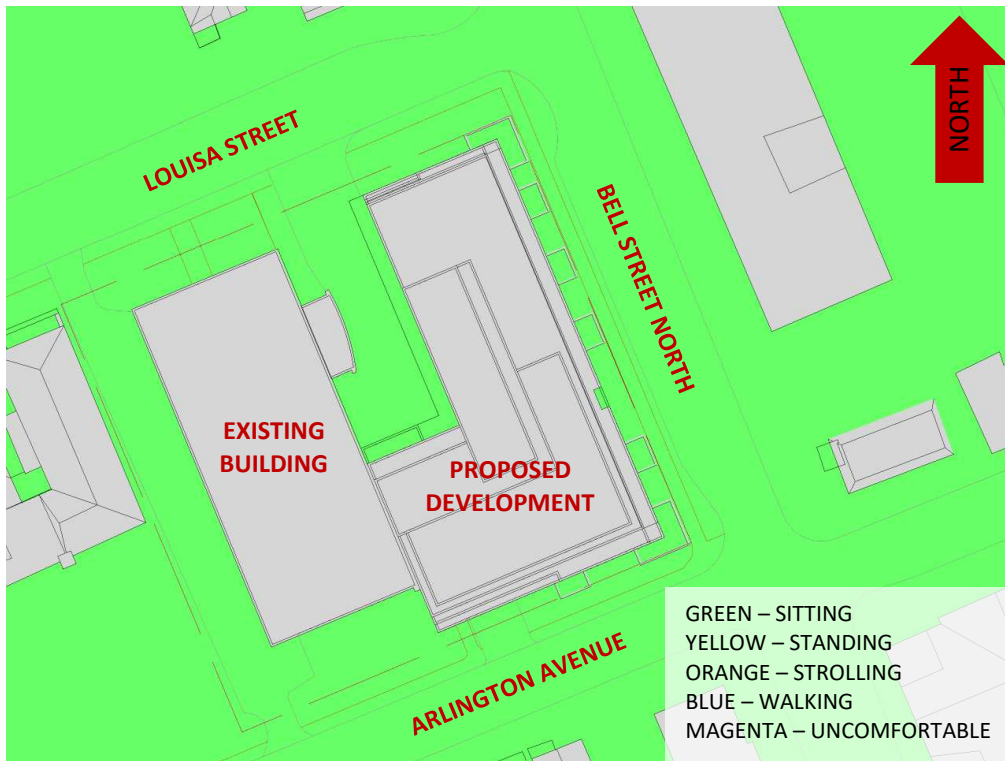 NORTH
LOUISA STREET
BELL STREET NORTH
EXISTING
BUILDING
PROPOSED
DEVELOPMENT
ARLINGTON AVENUE
GREEN – SITTING
YELLOW – STANDING
ORANGE – STROLLING
BLUE – WALKING
MAGENTA – UNCOMFORTABLE